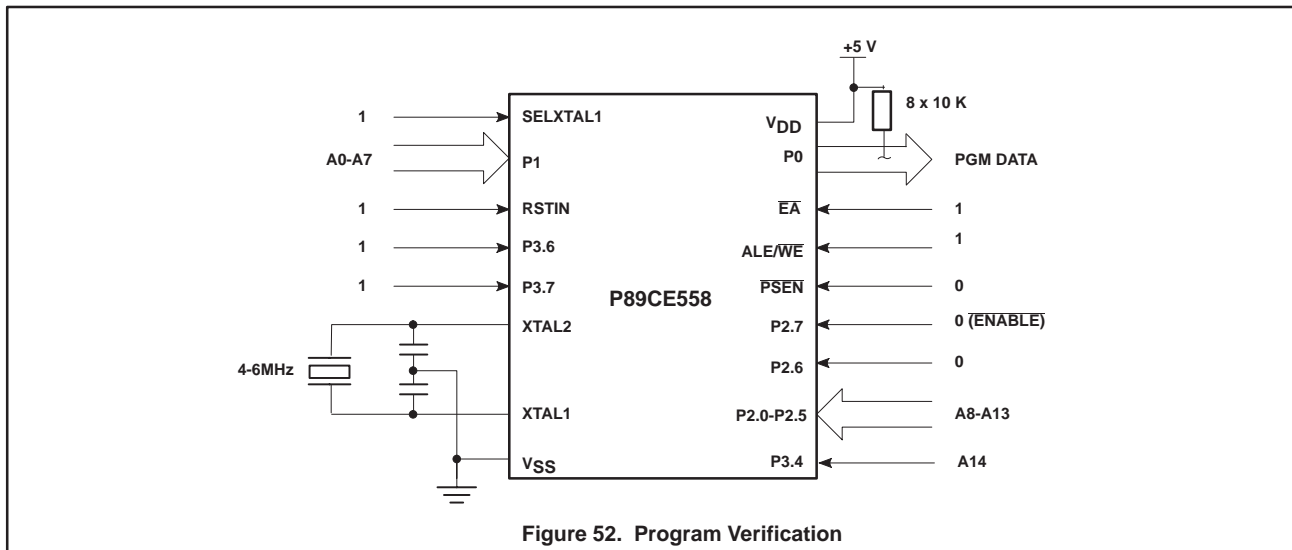 +5 V
8 x 10 K
1
SELXTAL1
VDD
A0-A7
P1
P0
PGM DATA
1
RSTIN
EA
1
1
P3.6
ALE/WE
1
1
P3.7
PSEN
0
P89CE558
XTAL2
P2.7
0 (ENABLE)
4-6MHz
P2.6
0
XTAL1
P2.0-P2.5
A8-A13
VSS
P3.4
A14
Figure 52. Program Verification